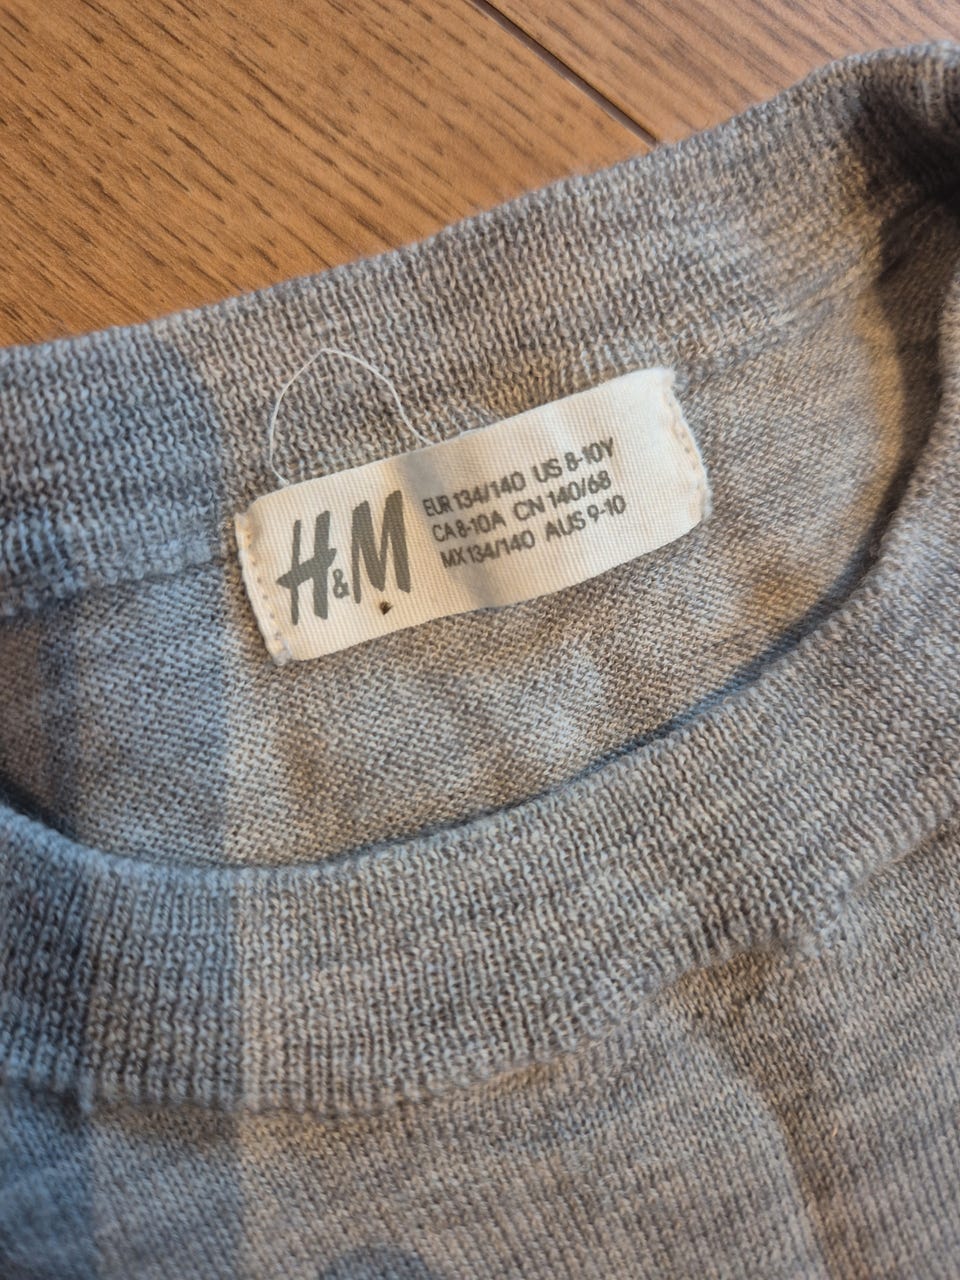 H&M
EUR 134/140 US 8-10Y
CA 8-10A CN 140/68
MX 134/140 AUS 9-10